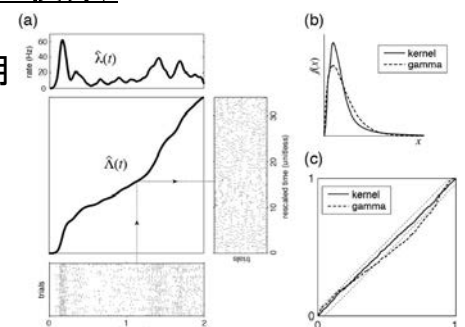 (a)
rate (Hz)
60
40
20
0
λ̂(t)
Λ̂(t)
30
20
10
0
rescaled time (unitless)
trials
trials
0
1
2
(b)
f(x)
kernel
gamma
x
(c)
1
kernel
gamma
0
0
1